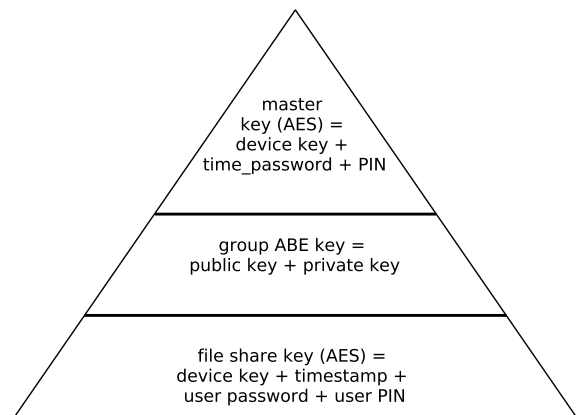 master
key (AES) =
device key +
time_password + PIN
group ABE key =
public key + private key
file share key (AES) =
device key + timestamp +
user password + user PIN